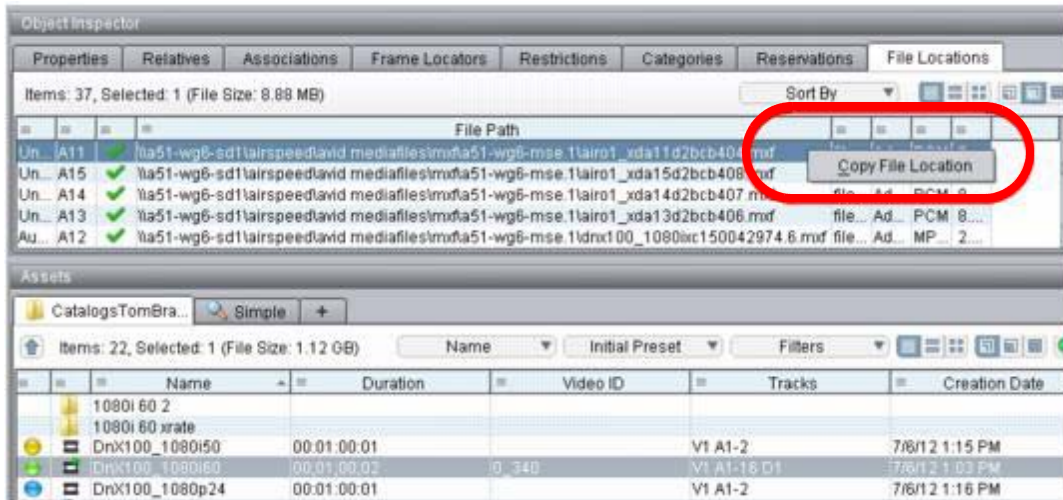 Object Inspector
Properties Relatives Associations Frame Locators Restrictions Categories Reservations File Locations
Items: 37, Selected: 1 (File Size: 8.88 MB) Sort By
File Path
Un... A11 \\a51-wg6-sd1\airspeed\avid mediafiles\mxf\a51-wg6-mse.1\airo1_xda11d2bcb404.mxf
Copy File Location
Un... A15 \\a51-wg6-sd1\airspeed\avid mediafiles\mxf\a51-wg6-mse.1\airo1_xda15d2bcb408.mxf
Un... A14 \\a51-wg6-sd1\airspeed\avid mediafiles\mxf\a51-wg6-mse.1\airo1_xda14d2bcb407.mxf file... Ad... PCM 8...
Un... A13 \\a51-wg6-sd1\airspeed\avid mediafiles\mxf\a51-wg6-mse.1\airo1_xda13d2bcb406.mxf file... Ad... PCM 8...
Au... A12 \\a51-wg6-sd1\airspeed\avid mediafiles\mxf\a51-wg6-mse.1\dnx100_1080ixc150042974.6.mxf file... Ad... MP... 2...
Assets
CatalogsTomBra... Simple +
Items: 22, Selected: 1 (File Size: 1.12 GB) Name Initial Preset Filters
Name Duration Video ID Tracks Creation Date
1080i 60 2
1080i 60 xrate
DnX100_1080i50 00:01:00:01 V1 A1-2 7/6/12 1:15 PM
DnX100_1080i60 00;01;00;02 0_340 V1 A1-16 D1 7/6/12 1:03 PM
DnX100_1080p24 00:01:00:01 V1 A1-2 7/6/12 1:16 PM